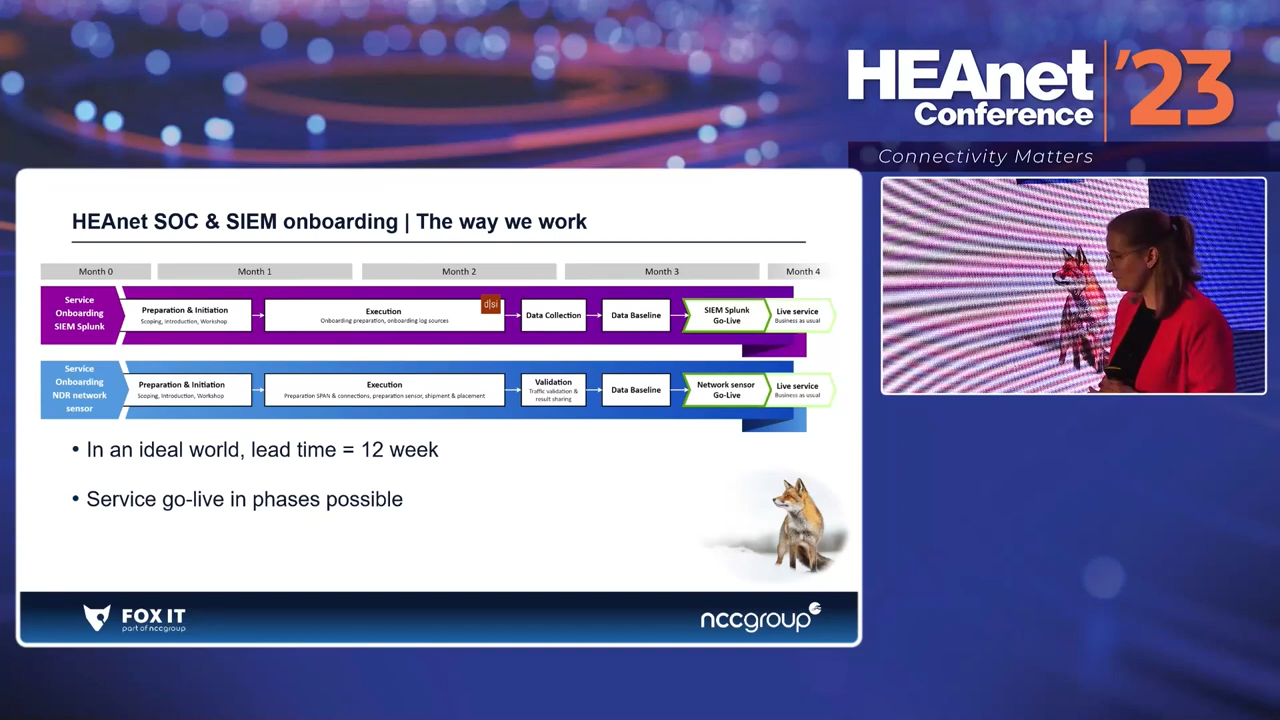 HEAnet '23
Conference
Connectivity Matters
HEAnet SOC & SIEM onboarding | The way we work
Month 0 Month 1 Month 2 Month 3 Month 4
Service
Onboarding
SIEM Splunk
Preparation & Initiation
Scoping, introduction, Workshop
Execution
Onboarding preparation, onboarding log sources
d|si
Data Collection
Data Baseline
SIEM Splunk
Go-Live
Live service
Business as usual
Service
Onboarding
NDR network
sensor
Preparation & Initiation
Scoping, Introduction, Workshop
Execution
Preparation SPAN & connections, preparation sensor, shipment & placement
Validation
Traffic validation &
result sharing
Data Baseline
Network sensor
Go-Live
Live service
Business as usual
• In an ideal world, lead time = 12 week
• Service go-live in phases possible
FOX IT
part of nccgroup
nccgroup